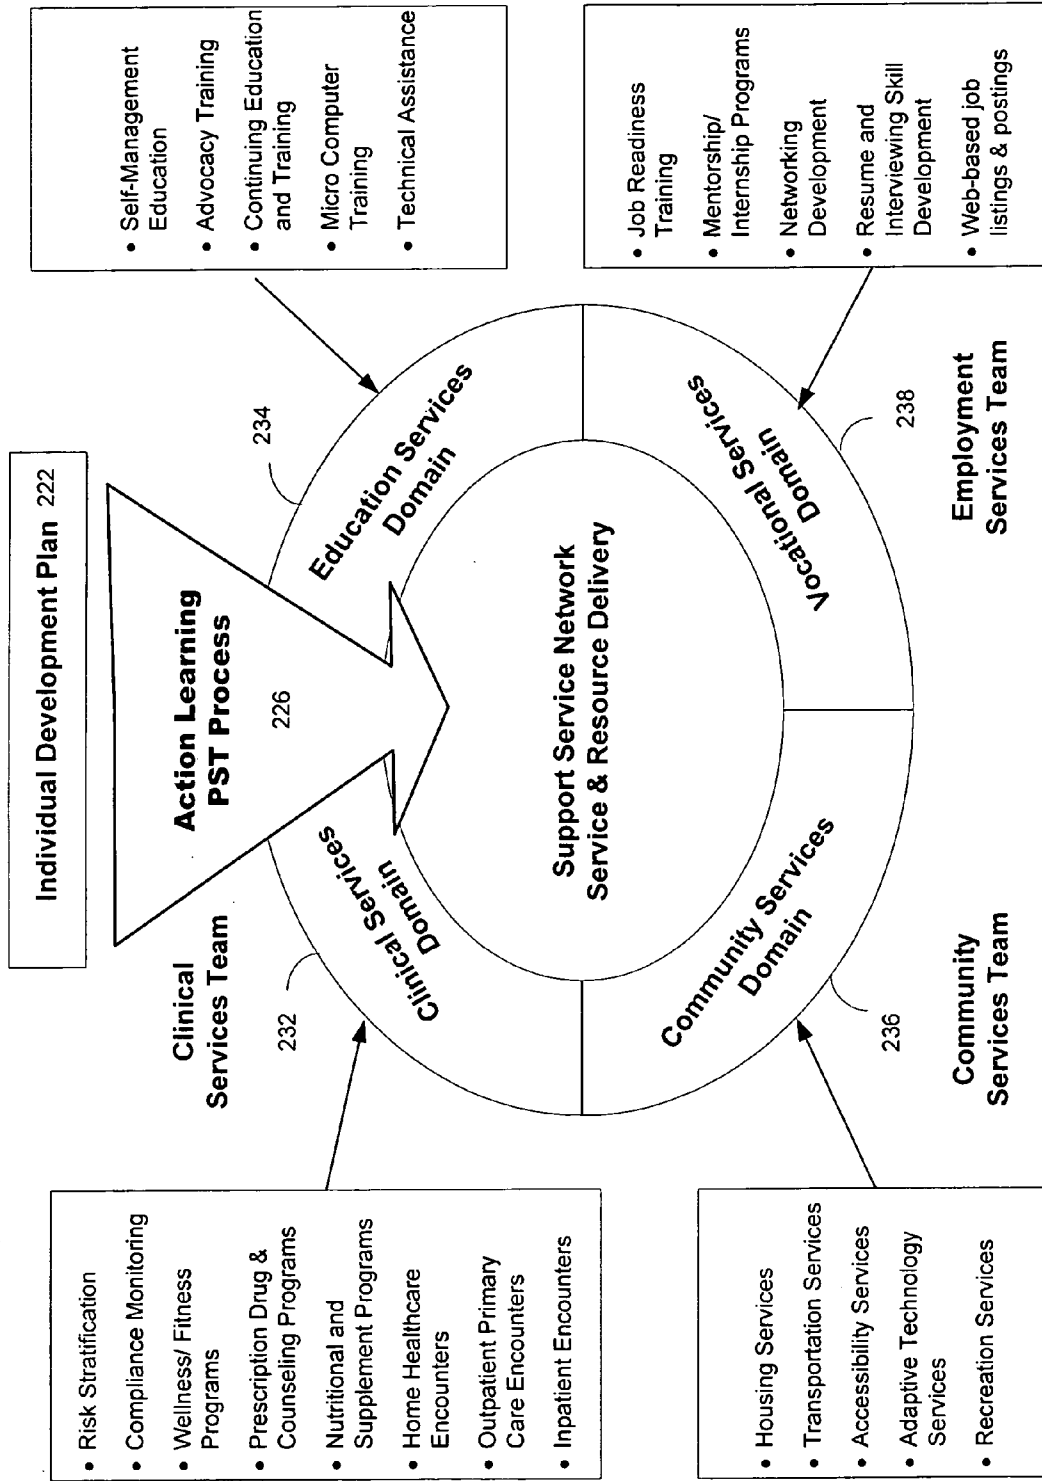 Individual Development Plan 222
Action Learning
PST Process
226
Clinical
Services Team
232
234
• Risk Stratification
• Compliance Monitoring
• Wellness/ Fitness
Programs
• Prescription Drug &
Counseling Programs
• Nutritional and
Supplement Programs
• Home Healthcare
Encounters
• Outpatient Primary
Care Encounters
• Inpatient Encounters
• Self-Management
Education
• Advocacy Training
• Continuing Education
and Training
• Micro Computer
Training
• Technical Assistance
Clinical Services
Domain
Education Services
Domain
Support Service Network
Service & Resource Delivery
Community Services
Domain
Vocational Services
Domain
• Housing Services
• Transportation Services
• Accessibility Services
• Adaptive Technology
Services
• Recreation Services
• Job Readiness
Training
• Mentorship/
Internship Programs
• Networking
Development
• Resume and
Interviewing Skill
Development
• Web-based job
listings & postings
236
238
Community
Services Team
Employment
Services Team